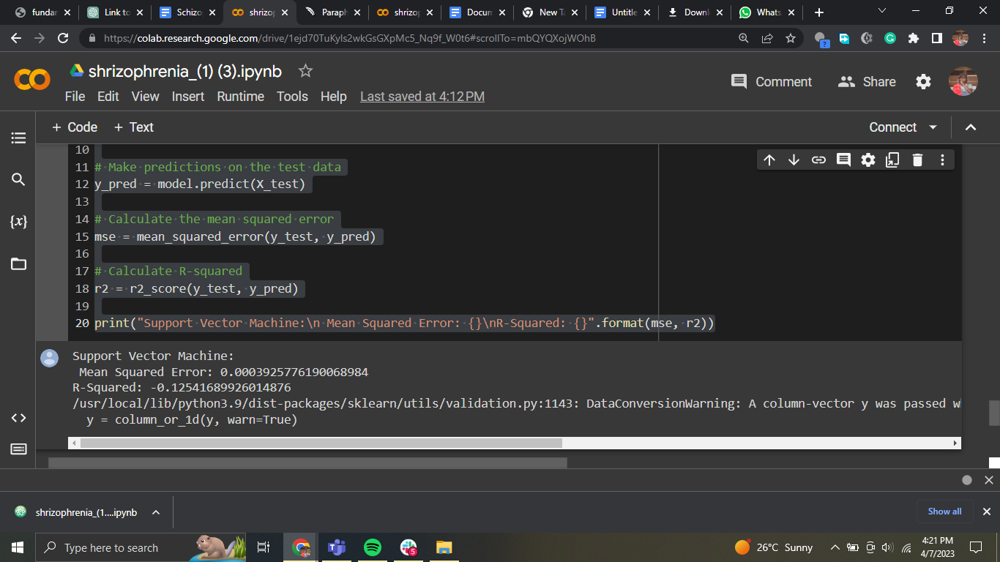 fundar
Link to
Schizo
shrizop
Paraph
shrizop
Docum
New Ta
Untitle
Downl
Whats
https://colab.research.google.com/drive/1ejd70TuKyls2wkGsGXpMc5_Nq9f_W0t6#scrollTo=mbQYQXojWOhB
shrizophrenia_(1) (3).ipynb
File Edit View Insert Runtime Tools Help Last saved at 4:12 PM
Comment Share
+ Code + Text
Connect
10
11 # Make predictions on the test data
12 y_pred = model.predict(X_test)
13
14 # Calculate the mean squared error
15 mse = mean_squared_error(y_test, y_pred)
16
17 # Calculate R-squared
18 r2 = r2_score(y_test, y_pred)
19
20 print("Support Vector Machine:\n Mean Squared Error: {}\nR-Squared: {}".format(mse, r2))
Support Vector Machine:
Mean Squared Error: 0.0003925776190068984
R-Squared: -0.12541689926014876
/usr/local/lib/python3.9/dist-packages/sklearn/utils/validation.py:1143: DataConversionWarning: A column-vector y was passed w
y = column_or_1d(y, warn=True)
shrizophrenia_(1....ipynb
Show all
Type here to search
26°C Sunny
4:21 PM
4/7/2023